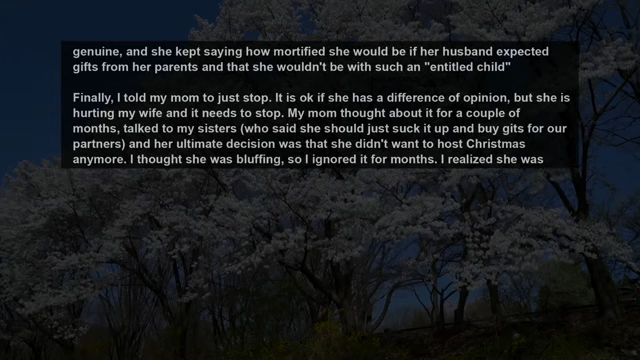 genuine, and she kept saying how mortified she would be if her husband expected
gifts from her parents and that she wouldn't be with such an "entitled child"
Finally, I told my mom to just stop. It is ok if she has a difference of opinion, but she is
hurting my wife and it needs to stop. My mom thought about it for a couple of
months, talked to my sisters (who said she should just suck it up and buy gits for our
partners) and her ultimate decision was that she didn't want to host Christmas
anymore. I thought she was bluffing, so I ignored it for months. I realized she was